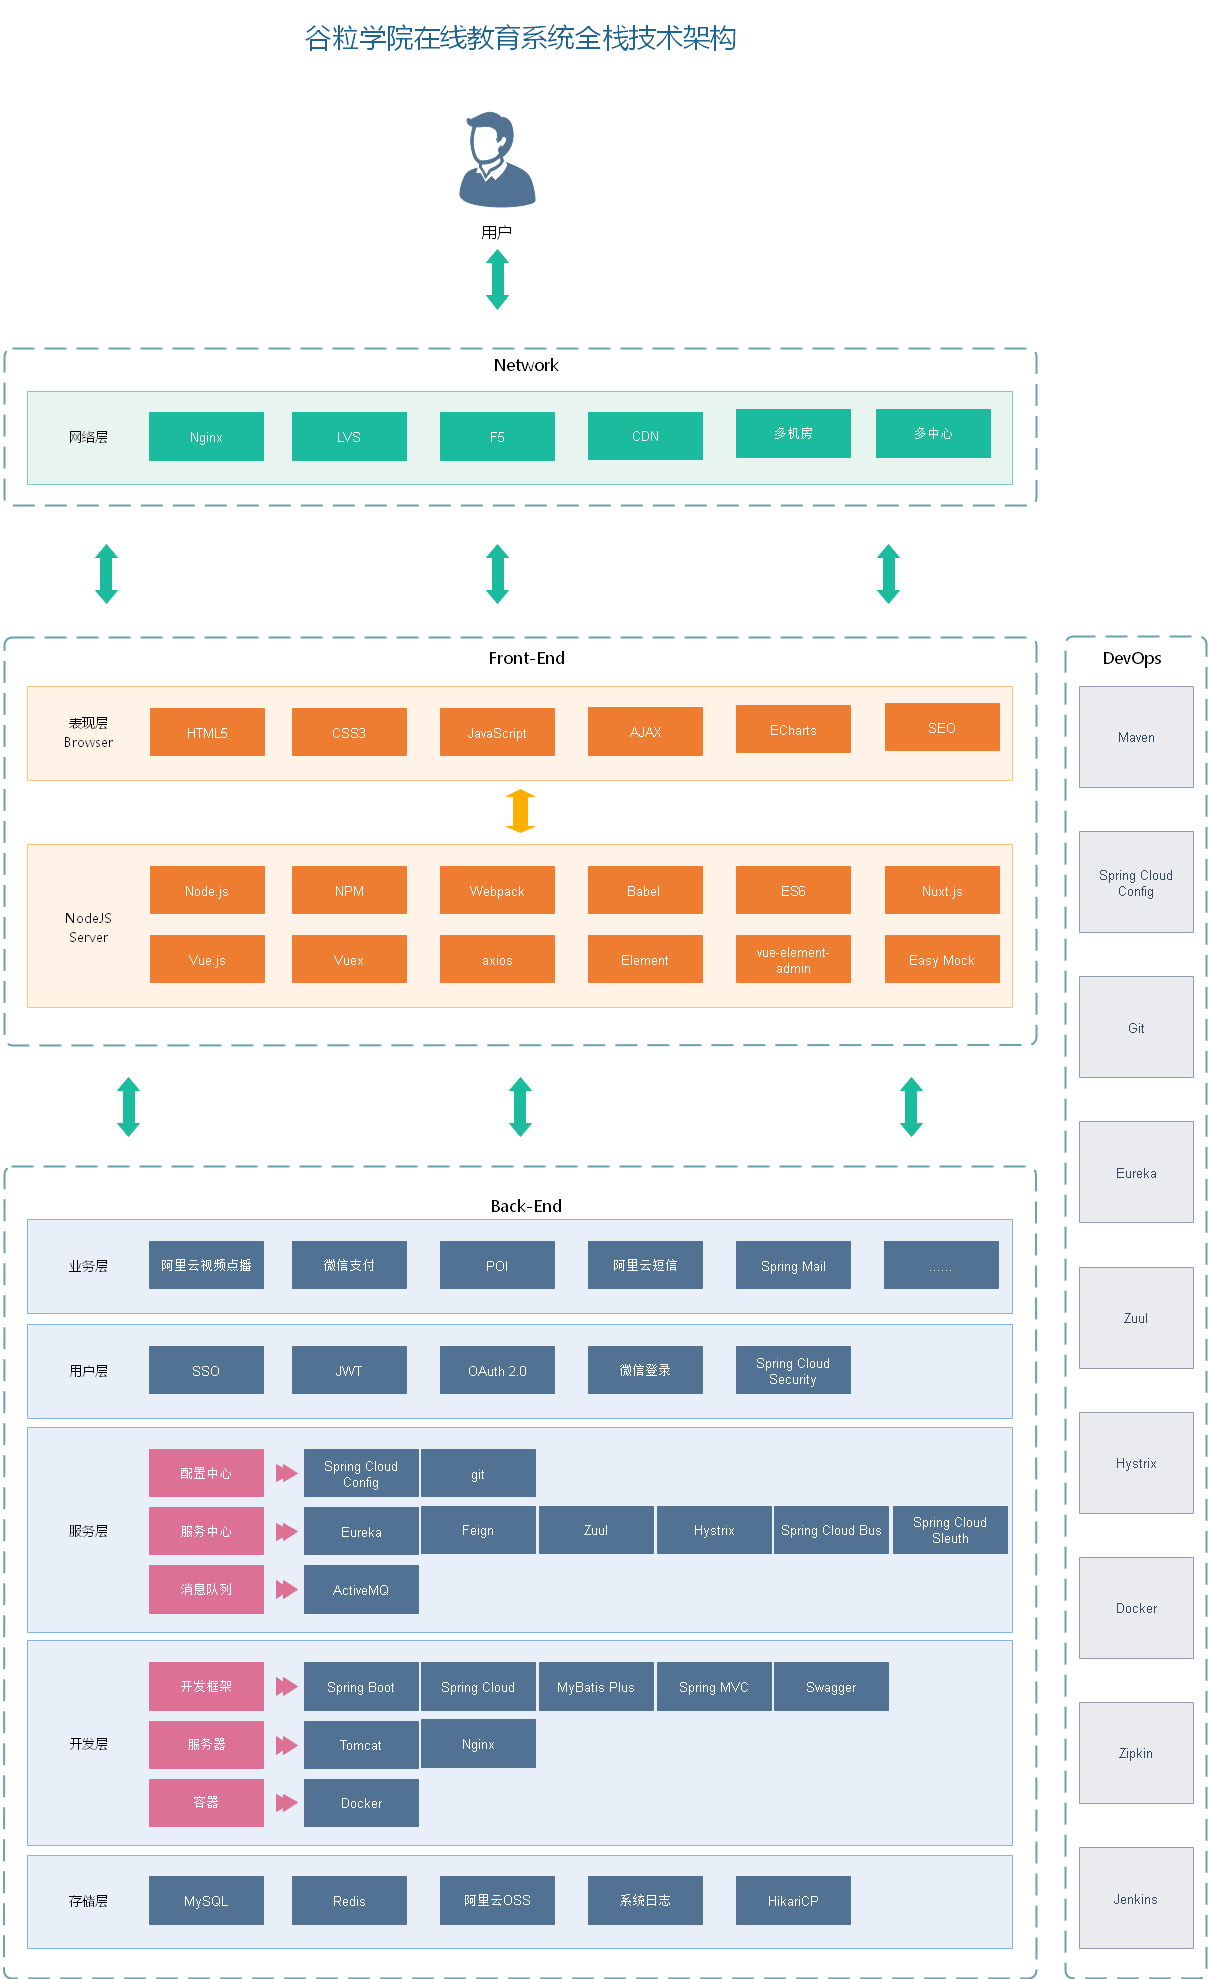 谷粒学院在线教育系统全栈技术架构
用户
Network
网络层
Nginx
LVS
F5
CDN
多机房
多中心
Front-End
表现层
Browser
HTML5
CSS3
JavaScript
AJAX
ECharts
SEO
NodeJS
Server
Node.js
NPM
Webpack
Babel
ES6
Nuxt.js
Vue.js
Vuex
axios
Element
vue-element-
admin
Easy Mock
Back-End
业务层
阿里云视频点播
微信支付
POI
阿里云短信
Spring Mail
......
用户层
SSO
JWT
OAuth 2.0
微信登录
Spring Cloud
Security
服务层
配置中心
Spring Cloud
Config
git
服务中心
Eureka
Feign
Zuul
Hystrix
Spring Cloud Bus
Spring Cloud
Sleuth
消息队列
ActiveMQ
开发层
开发框架
Spring Boot
Spring Cloud
MyBatis Plus
Spring MVC
Swagger
服务器
Tomcat
Nginx
容器
Docker
存储层
MySQL
Redis
阿里云OSS
系统日志
HikariCP
DevOps
Maven
Spring Cloud
Config
Git
Eureka
Zuul
Hystrix
Docker
Zipkin
Jenkins